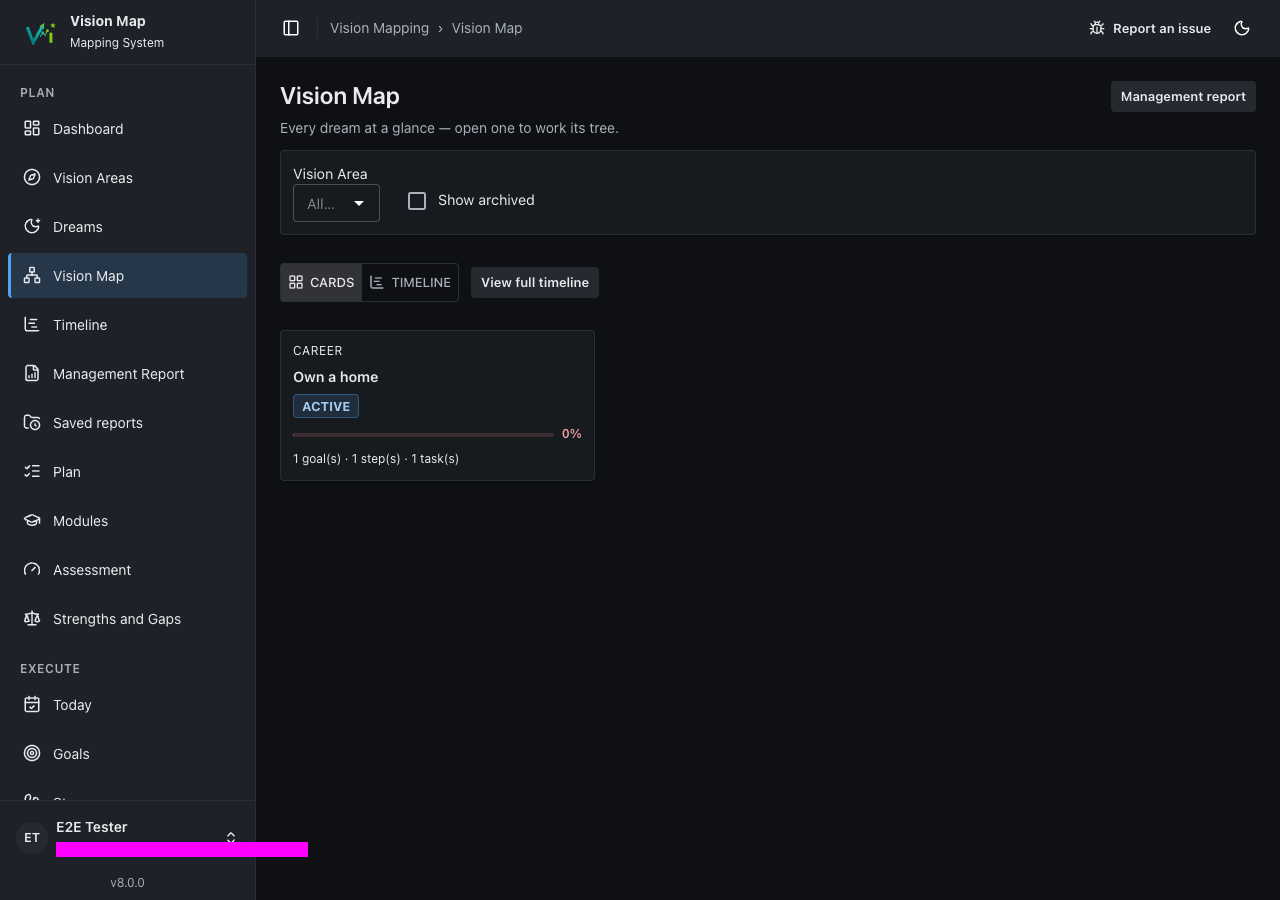 Vision Map
Mapping System
PLAN
Dashboard
Vision Areas
Dreams
Vision Map
Timeline
Management Report
Saved reports
Plan
Modules
Assessment
Strengths and Gaps
EXECUTE
Today
Goals
ET
E2E Tester
v8.0.0
Vision Mapping › Vision Map
Report an issue
Vision Map
Management report
Every dream at a glance — open one to work its tree.
Vision Area
All...
Show archived
CARDS
TIMELINE
View full timeline
CAREER
Own a home
ACTIVE
0%
1 goal(s) · 1 step(s) · 1 task(s)